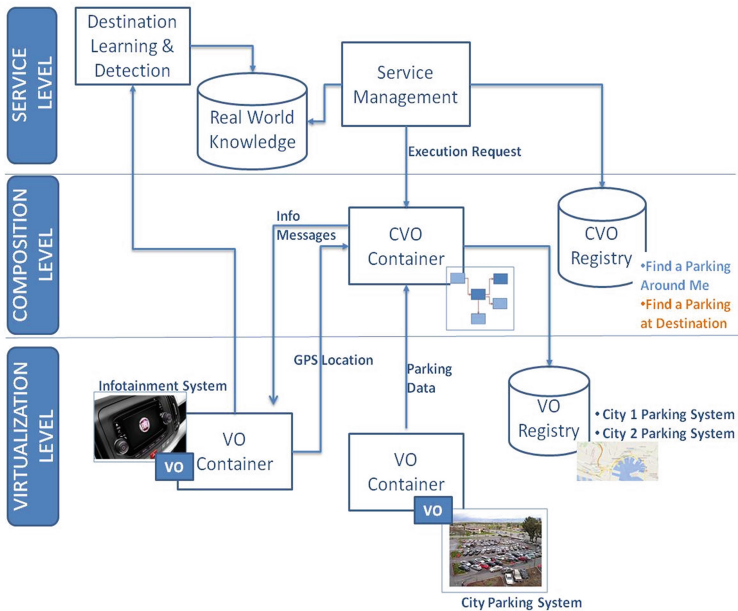 SERVICE
LEVEL
Destination
Learning &
Detection
Real World
Knowledge
Service
Management
Execution Request
COMPOSITION
LEVEL
Info
Messages
CVO
Container
CVO
Registry
•Find a Parking
Around Me
•Find a Parking
at Destination
VIRTUALIZATION
LEVEL
GPS Location
Parking
Data
Infotainment System
VO
Container
VO
VO
Container
VO
City Parking System
VO
Registry
• City 1 Parking System
• City 2 Parking System